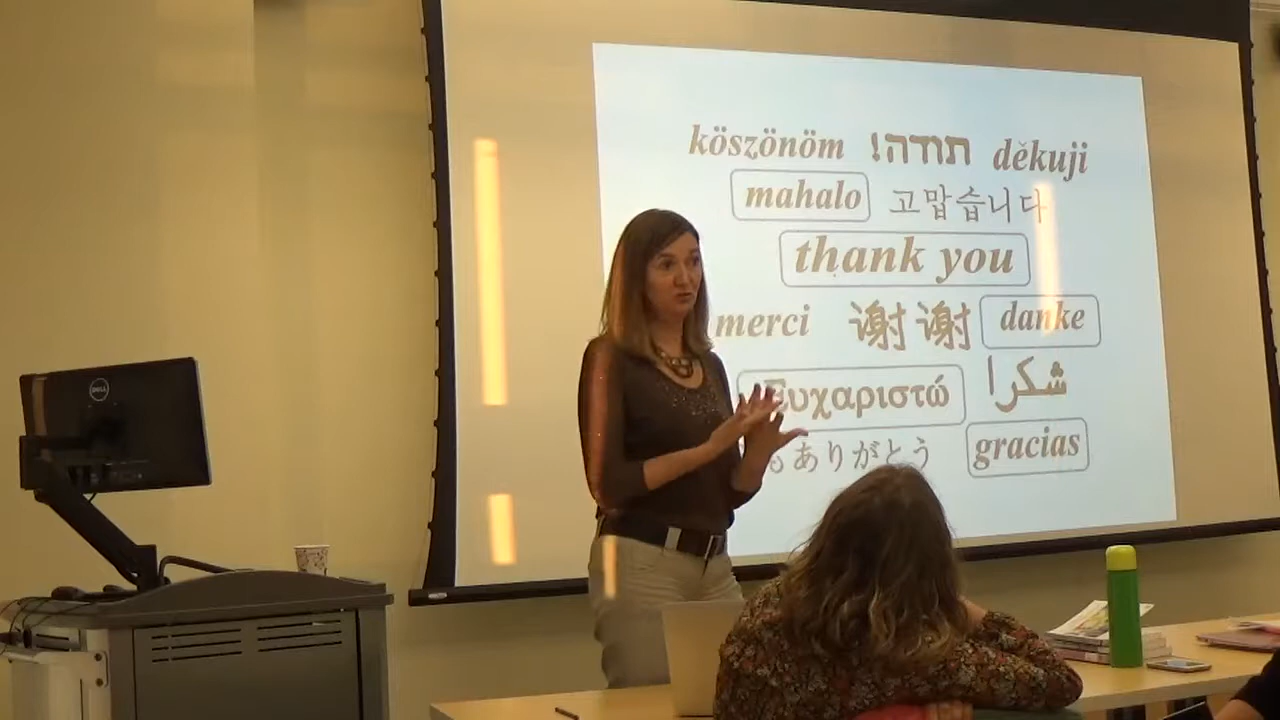 köszönöm תודה! děkuji
mahalo 고맙습니다
thank you
merci 谢谢 danke
Ευχαριστώ شكرا
ありがとう gracias
DELL